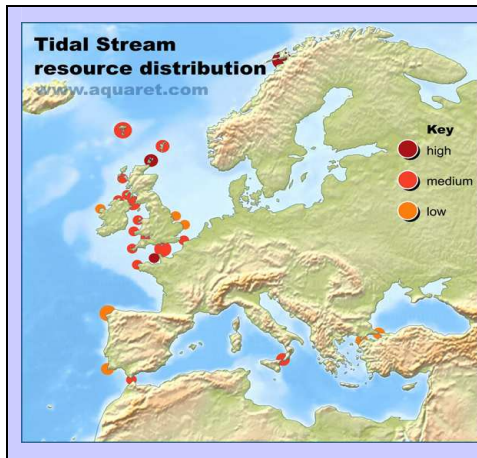 Tidal Stream
resource distribution
www.aquaret.com
Key
high
medium
low